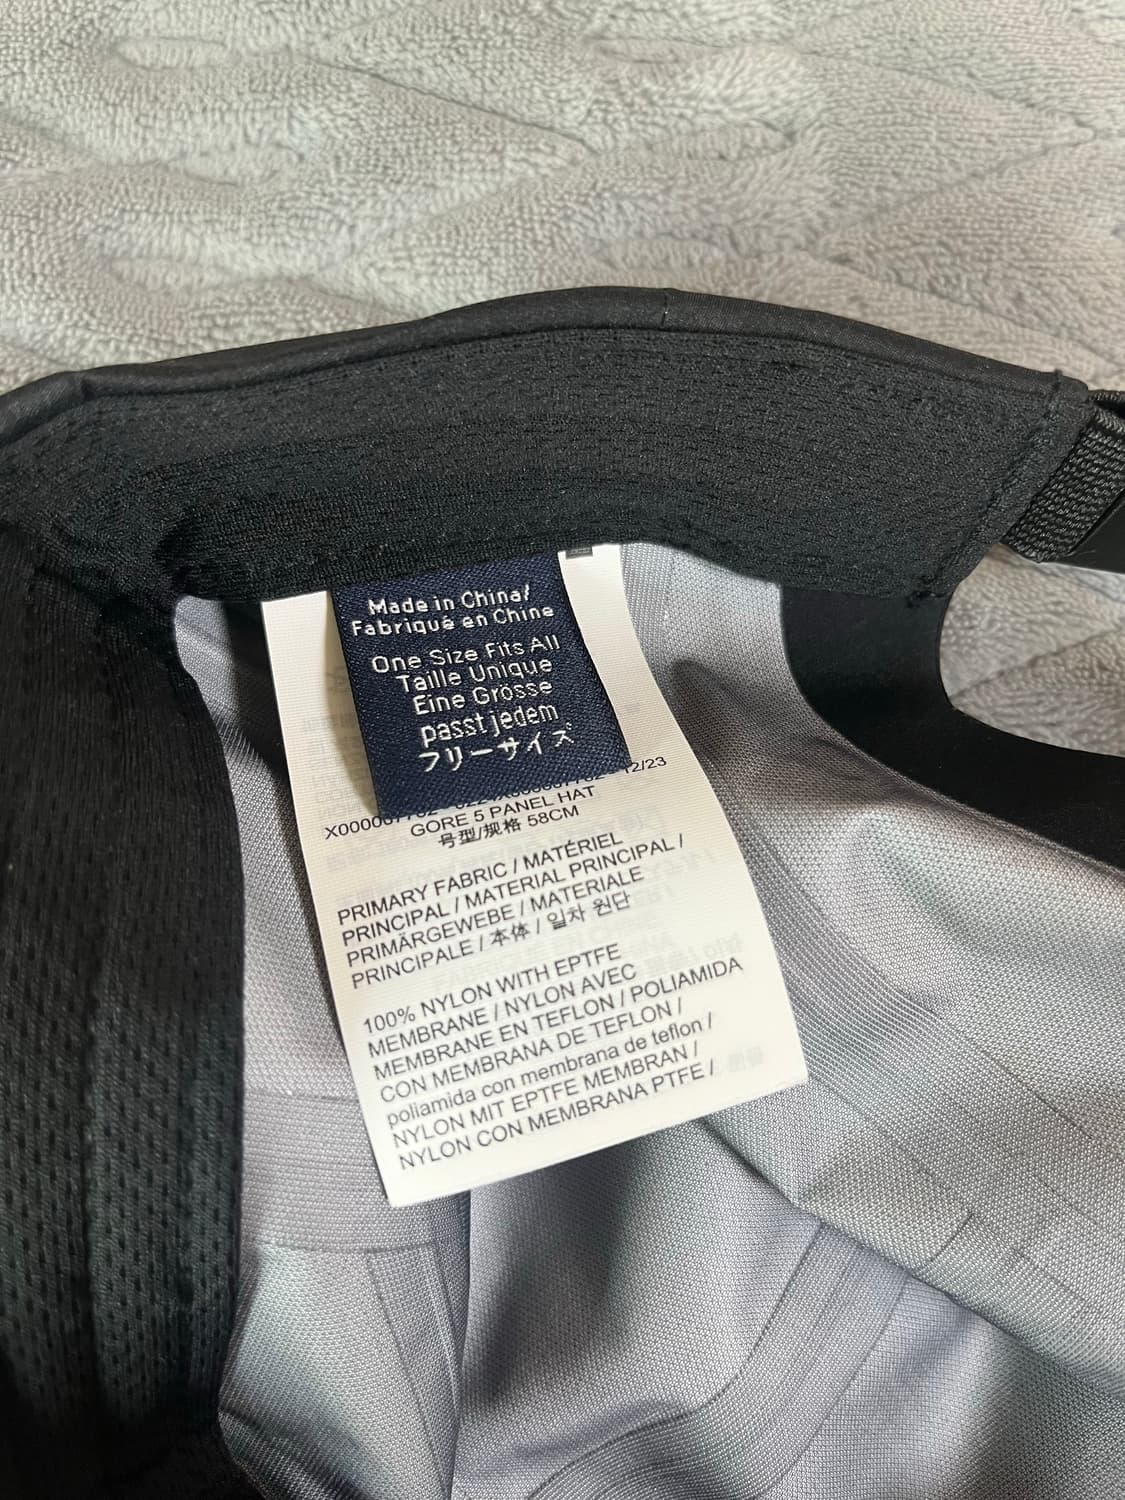 Made in China/
Fabriqué en Chine
One Size Fits All
Taille Unique
Eine Grösse
passt jedem.
フリーサイズ
12/23
GORE 5 PANEL HAT
号型/规格 58CM
PRIMARY FABRIC / MATÉRIEL
PRINCIPAL / MATERIAL PRINCIPAL /
PRIMÄRGEWEBE / MATERIALE
PRINCIPALE / 本体 / 일차 원단
100% NYLON WITH EPTFE
MEMBRANE / NYLON AVEC
MEMBRANE EN TEFLON / POLIAMIDA
CON MEMBRANA DE TEFLON /
poliamida con membrana de teflon /
NYLON MIT EPTFE MEMBRAN /
NYLON CON MEMBRANA PTFE /